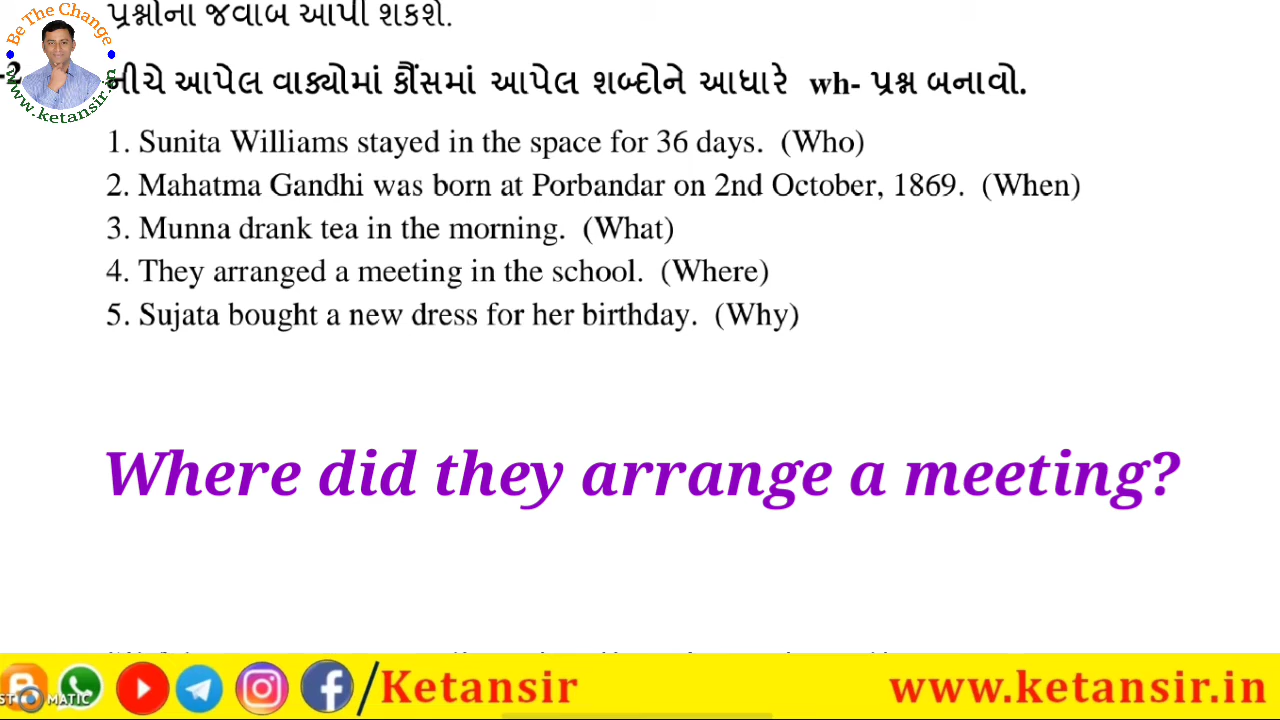 પ્રશ્નોના જવાબ આપી શકશે.
Be The Change
www.ketansir.in
નીચે આપેલ વાક્યોમાં કૌંસમાં આપેલ શબ્દોને આધારે wh- પ્રશ્ન બનાવો.
1. Sunita Williams stayed in the space for 36 days. (Who)
2. Mahatma Gandhi was born at Porbandar on 2nd October, 1869. (When)
3. Munna drank tea in the morning. (What)
4. They arranged a meeting in the school. (Where)
5. Sujata bought a new dress for her birthday. (Why)
Where did they arrange a meeting?
/Ketansir www.ketansir.in